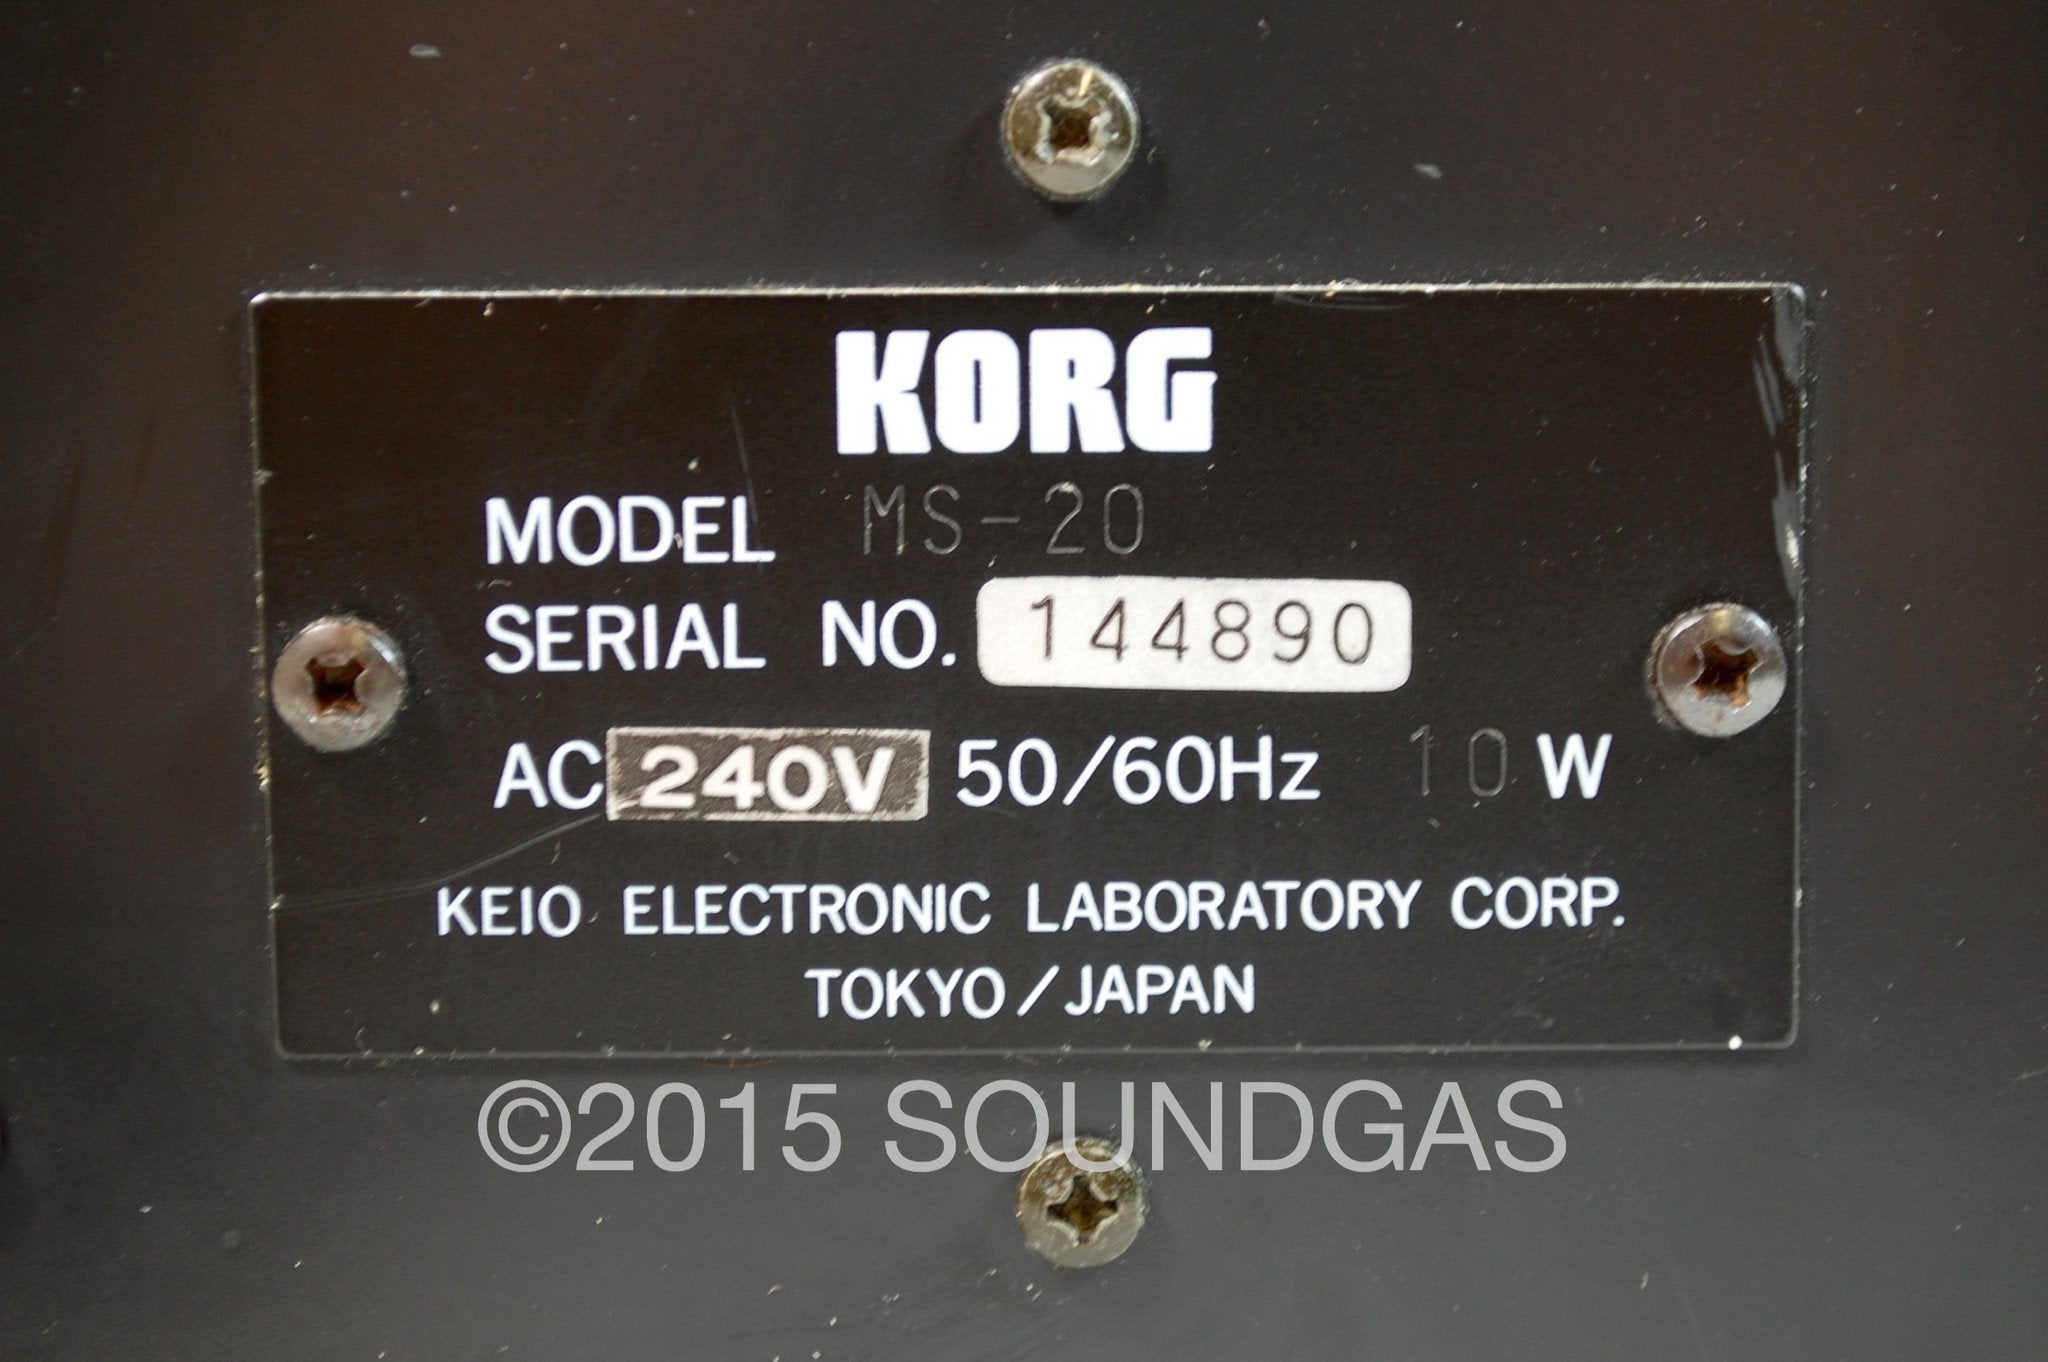 KORG
MODEL MS-20
SERIAL NO. 144890
AC 240V 50/60Hz 10 W
KEIO ELECTRONIC LABORATORY CORP.
TOKYO/JAPAN
©2015 SOUNDGAS